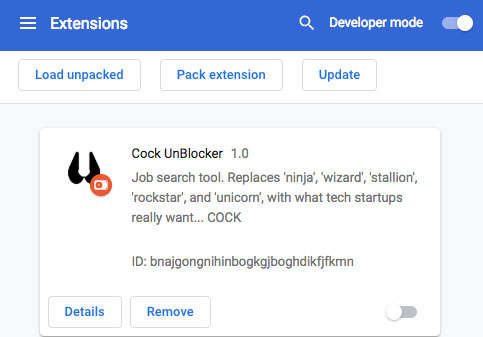 Extensions
Developer mode
Load unpacked
Pack extension
Update
Cock UnBlocker 1.0
Job search tool. Replaces 'ninja', 'wizard', 'stallion',
'rockstar', and 'unicorn', with what tech startups
really want... COCK
ID: bnajgongnihinbogkgjboghdikfjfkmn
Details
Remove